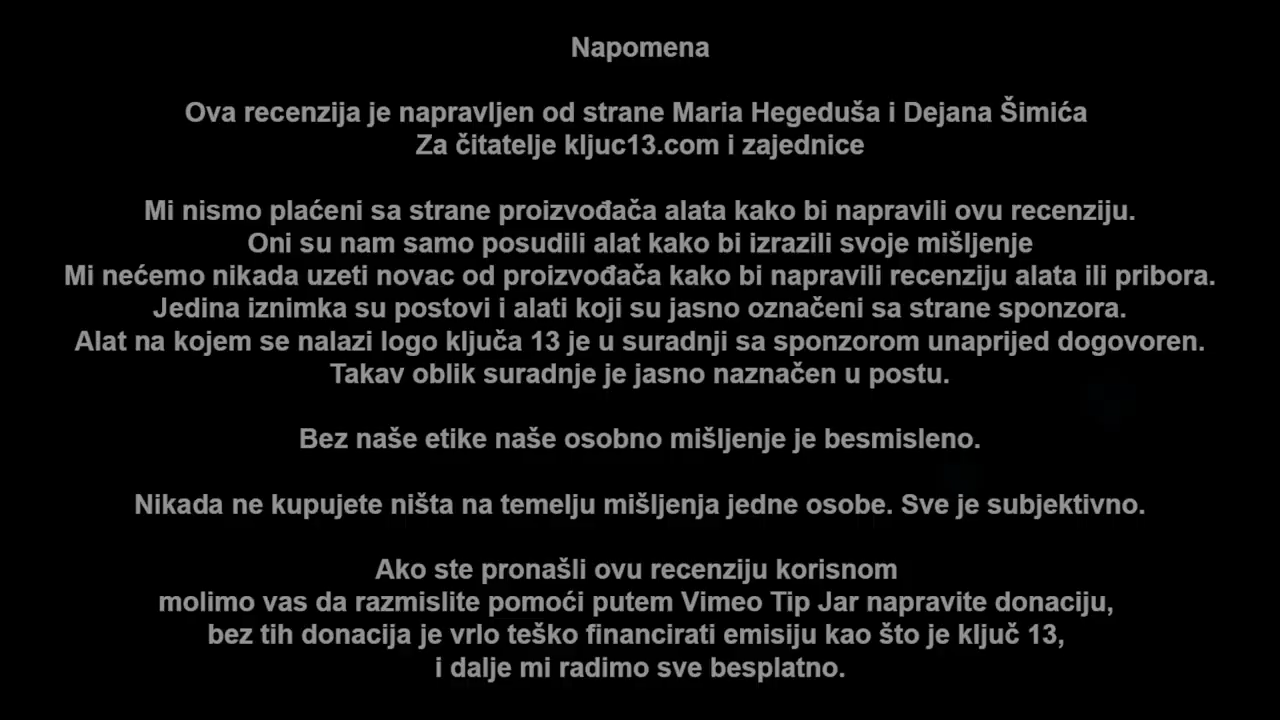 Napomena
Ova recenzija je napravljen od strane Maria Hegeduša i Dejana Šimića
Za čitatelje kljuc13.com i zajednice
Mi nismo plaćeni sa strane proizvođača alata kako bi napravili ovu recenziju.
Oni su nam samo posudili alat kako bi izrazili svoje mišljenje
Mi nećemo nikada uzeti novac od proizvođača kako bi napravili recenziju alata ili pribora.
Jedina iznimka su postovi i alati koji su jasno označeni sa strane sponzora.
Alat na kojem se nalazi logo ključa 13 je u suradnji sa sponzorom unaprijed dogovoren.
Takav oblik suradnje je jasno naznačen u postu.
Bez naše etike naše osobno mišljenje je besmisleno.
Nikada ne kupujete ništa na temelju mišljenja jedne osobe. Sve je subjektivno.
Ako ste pronašli ovu recenziju korisnom
molimo vas da razmislite pomoći putem Vimeo Tip Jar napravite donaciju,
bez tih donacija je vrlo teško financirati emisiju kao što je ključ 13,
i dalje mi radimo sve besplatno.